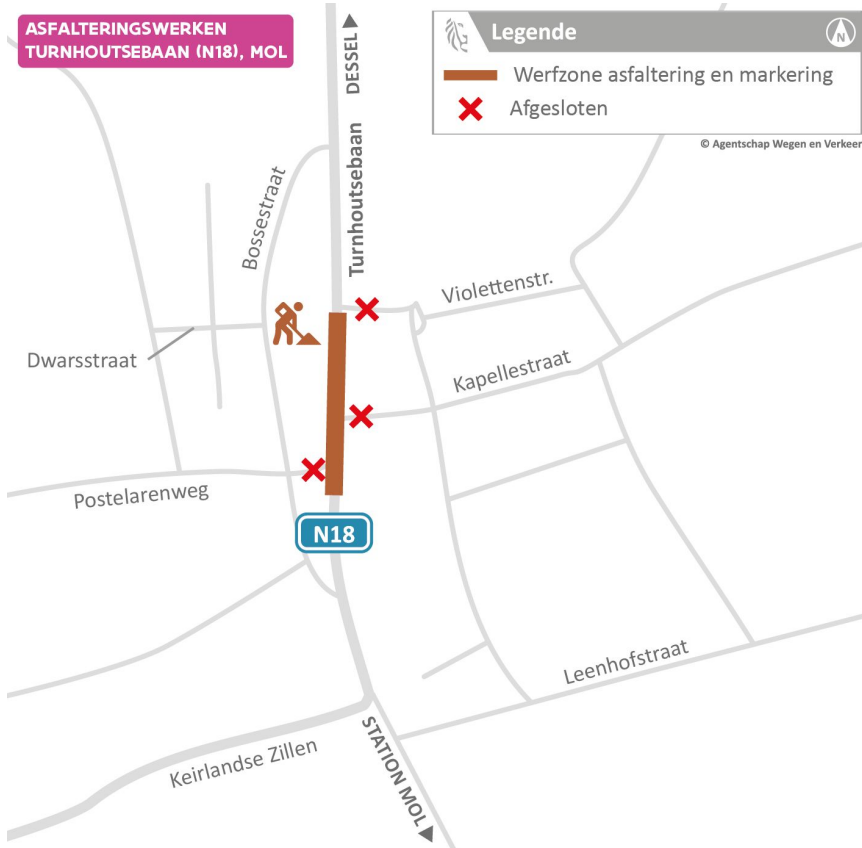 ASFALTERINGSWERKEN
TURNHOUTSEBAAN (N18), MOL
DESSEL
Legende
N
Werfzone asfaltering en markering
Afgesloten
© Agentschap Wegen en Verkeer
Turnhoutsebaan
Bossestraat
Violettenstr.
Dwarsstraat
Kapellestraat
Postelarenweg
N18
Leenhofstraat
Keirlandse Zillen
STATION MOL